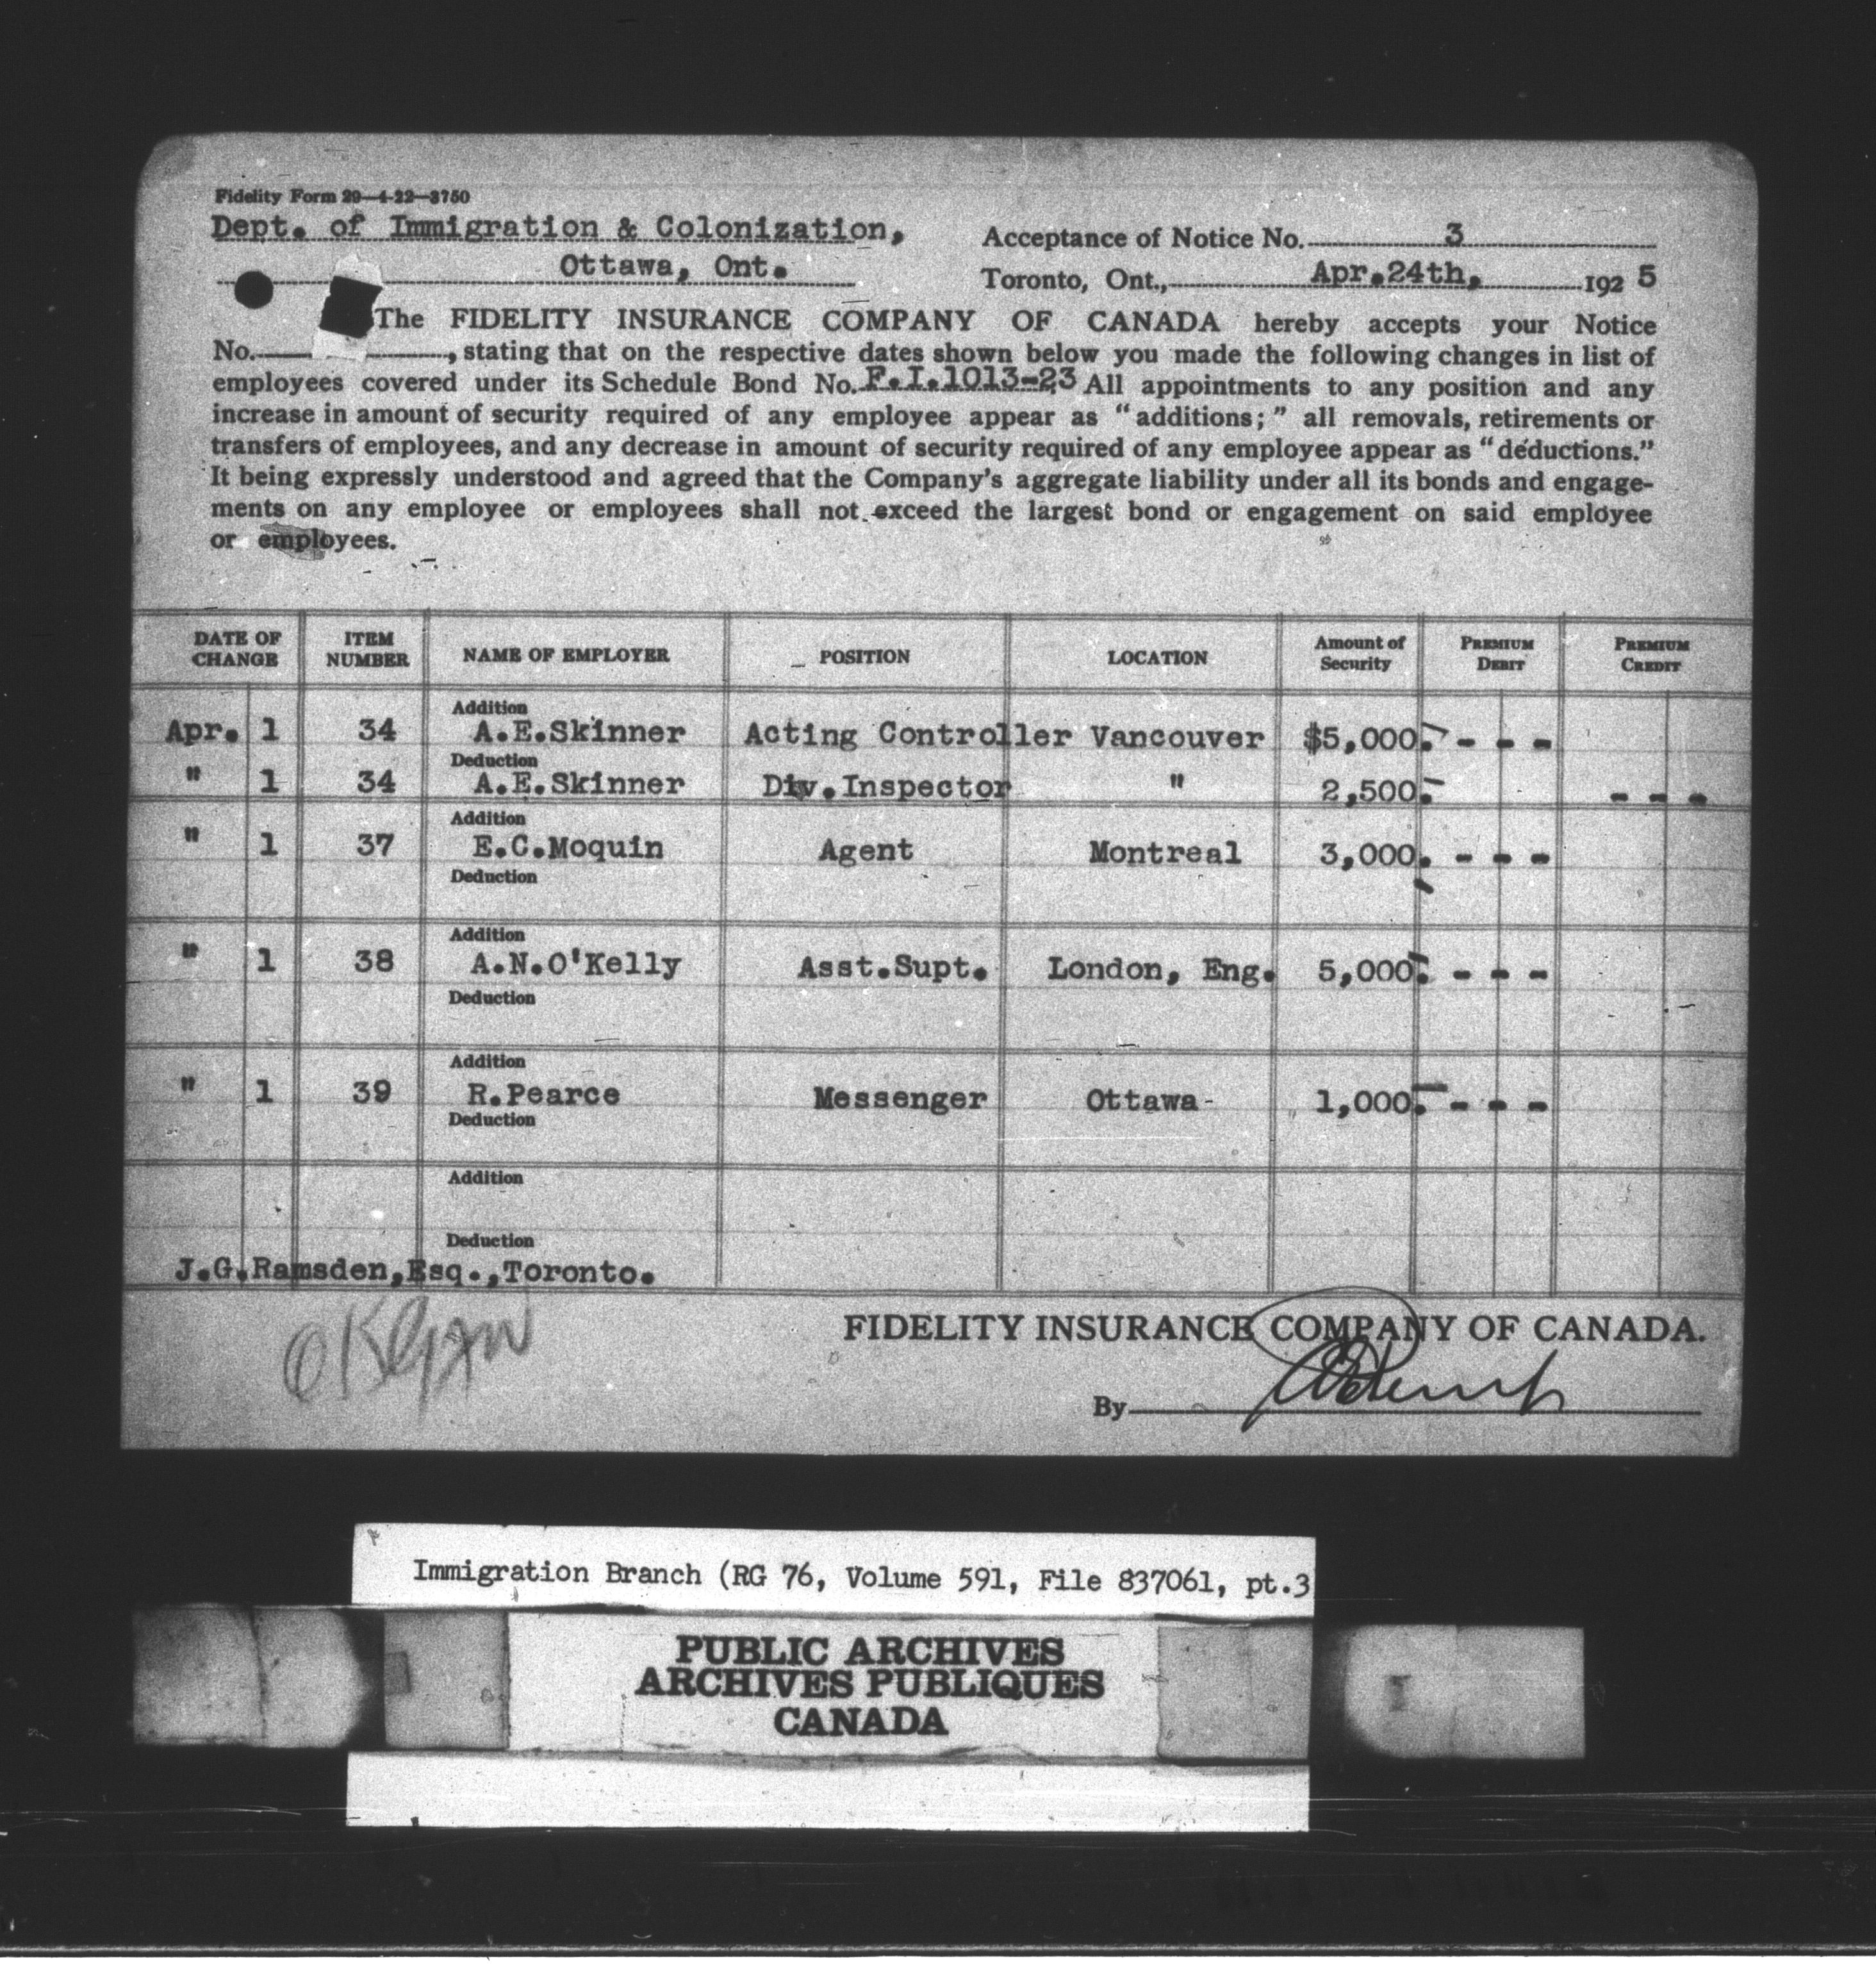 Fidelity Form 29—4-22—3750
Dept. of Immigration & Colonization,
Ottawa, Ont.
Acceptance of Notice No. 3
Toronto, Ont., Apr.24th, 192 5
The FIDELITY INSURANCE COMPANY OF CANADA hereby accepts your Notice
No. , stating that on the respective dates shown below you made the following changes in list of
employees covered under its Schedule Bond No. F.I.1013-23 All appointments to any position and any
increase in amount of security required of any employee appear as "additions;" all removals, retirements or
transfers of employees, and any decrease in amount of security required of any employee appear as "deductions."
It being expressly understood and agreed that the Company's aggregate liability under all its bonds and engage-
ments on any employee or employees shall not exceed the largest bond or engagement on said employee
or employees.
DATE OF CHANGE ITEM NUMBER NAME OF EMPLOYER POSITION LOCATION Amount of Security PREMIUM DEBIT PREMIUM CREDIT
Addition
Apr. 1 34 A.E.Skinner Acting Controller Vancouver $5,000. - - -
Deduction
" 1 34 A.E.Skinner Div.Inspector " 2,500. - - -
Addition
" 1 37 E.C.Moquin Agent Montreal 3,000. - - -
Deduction
Addition
" 1 38 A.N.O'Kelly Asst.Supt. London, Eng. 5,000. - - -
Deduction
Addition
" 1 39 R.Pearce Messenger Ottawa 1,000. - - -
Deduction
Addition
Deduction
J.G.Ramsden,Esq.,Toronto.
OK
FIDELITY INSURANCE COMPANY OF CANADA.
By
Immigration Branch (RG 76, Volume 591, File 837061, pt.3
PUBLIC ARCHIVES
ARCHIVES PUBLIQUES
CANADA